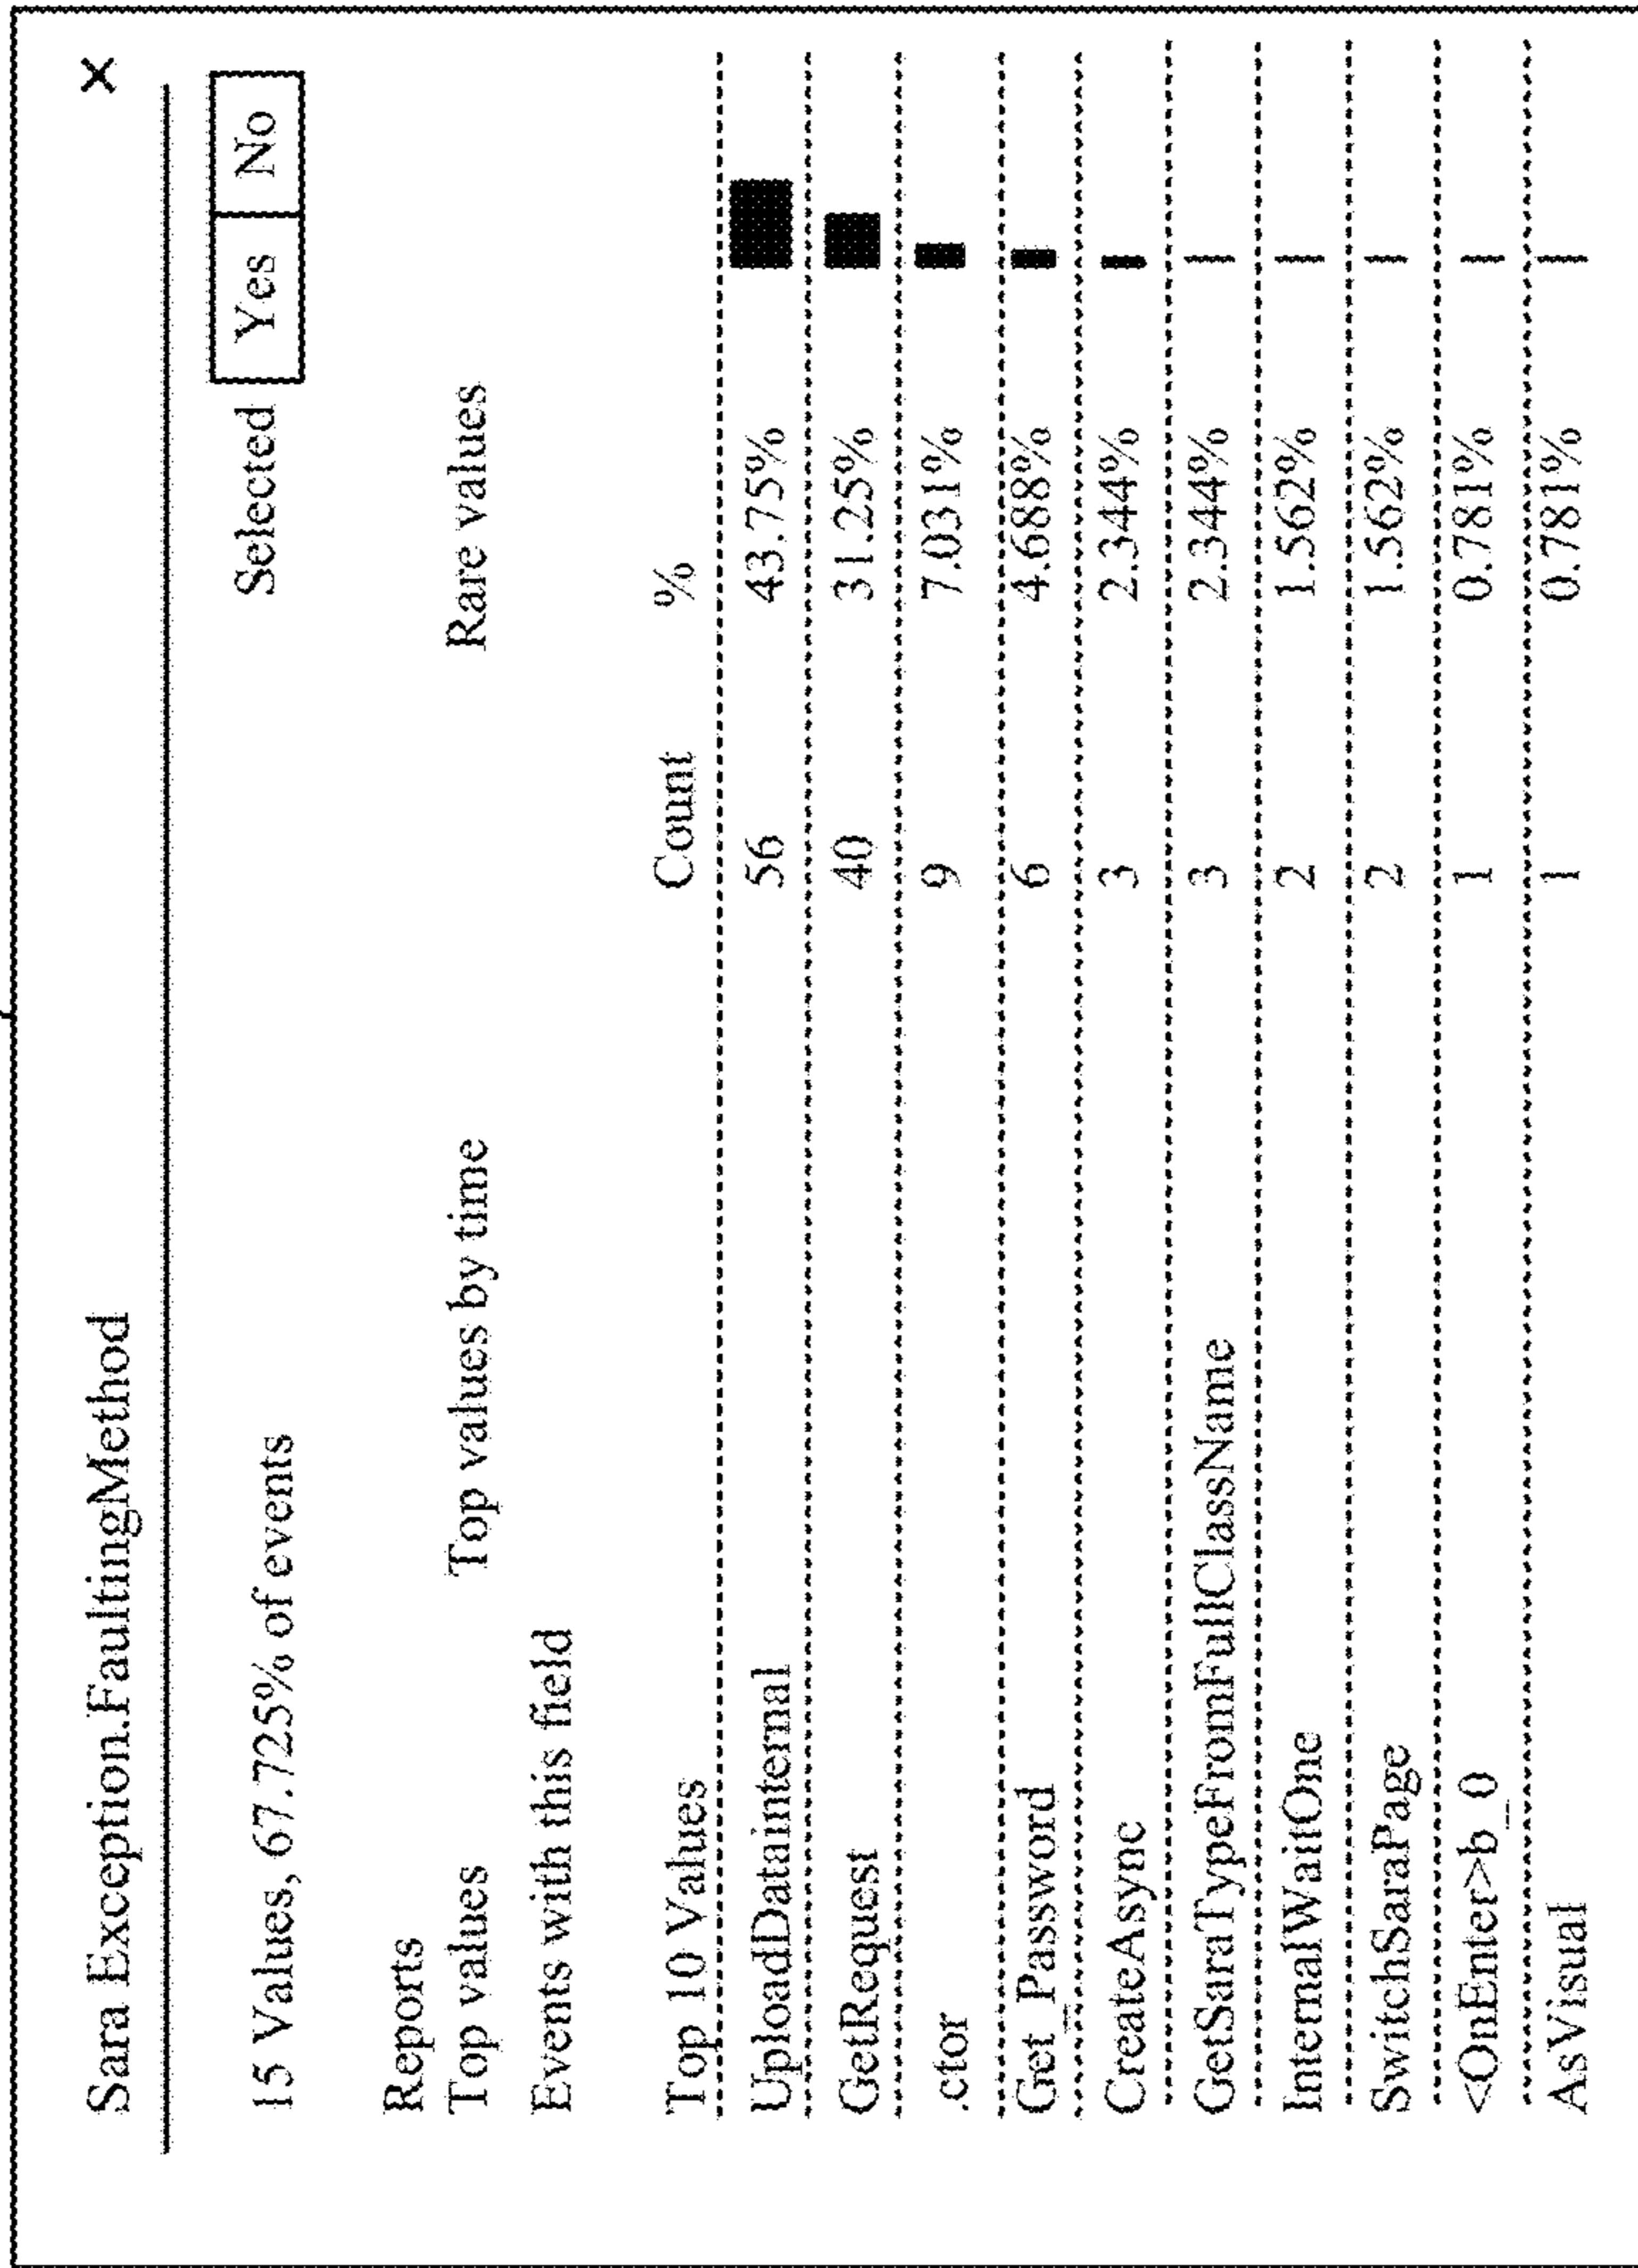 Sara Exception.FaultingMethod X
15 Values, 67.725% of events Selected Yes No
Reports
Top values Top values by time Rare values
Events with this field
Top 10 Values Count %
UploadDatainternal 56 43.75%
GetRequest 40 31.25%
.ctor 9 7.031%
Get_Password 6 4.688%
CreateAsync 3 2.344%
GetSaraTypeFromFullClassName 3 2.344%
InternalWaitOne 2 1.562%
SwitchSaraPage 2 1.562%
<OnEnter>b_0 1 0.781%
AsVisual 1 0.781%